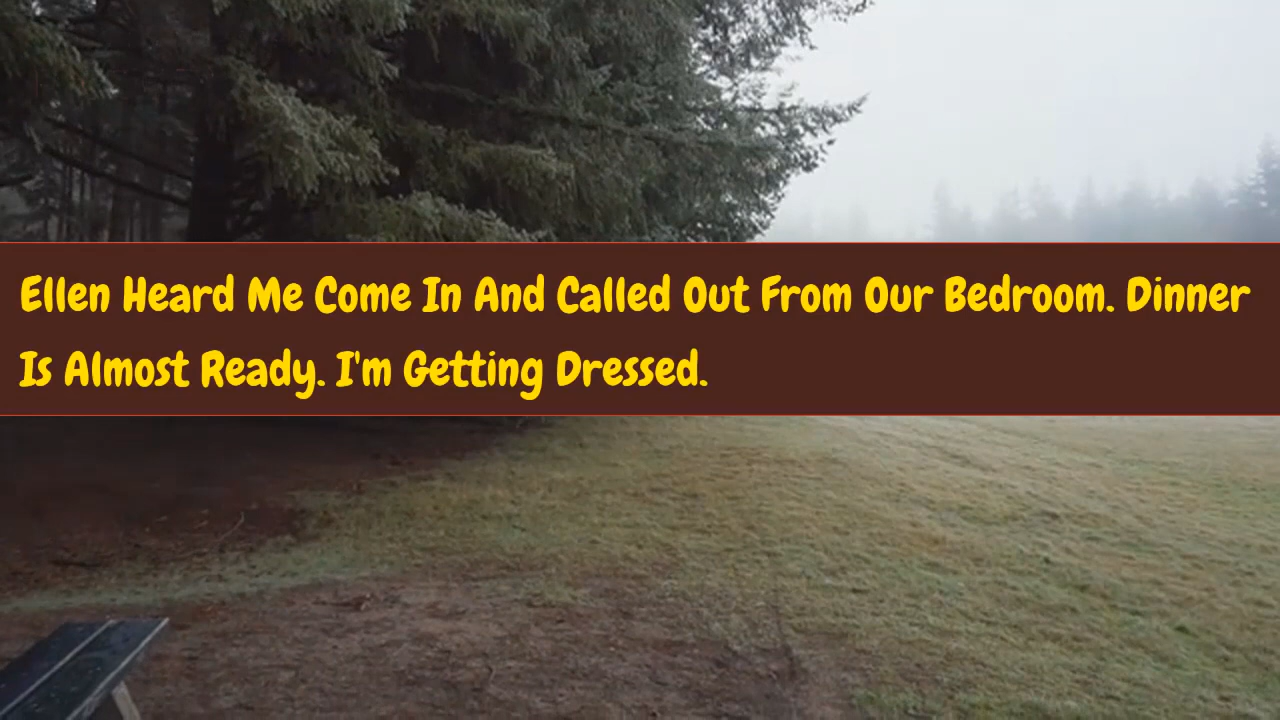 Ellen Heard Me Come In And Called Out From Our Bedroom. Dinner
Is Almost Ready. I'm Getting Dressed.